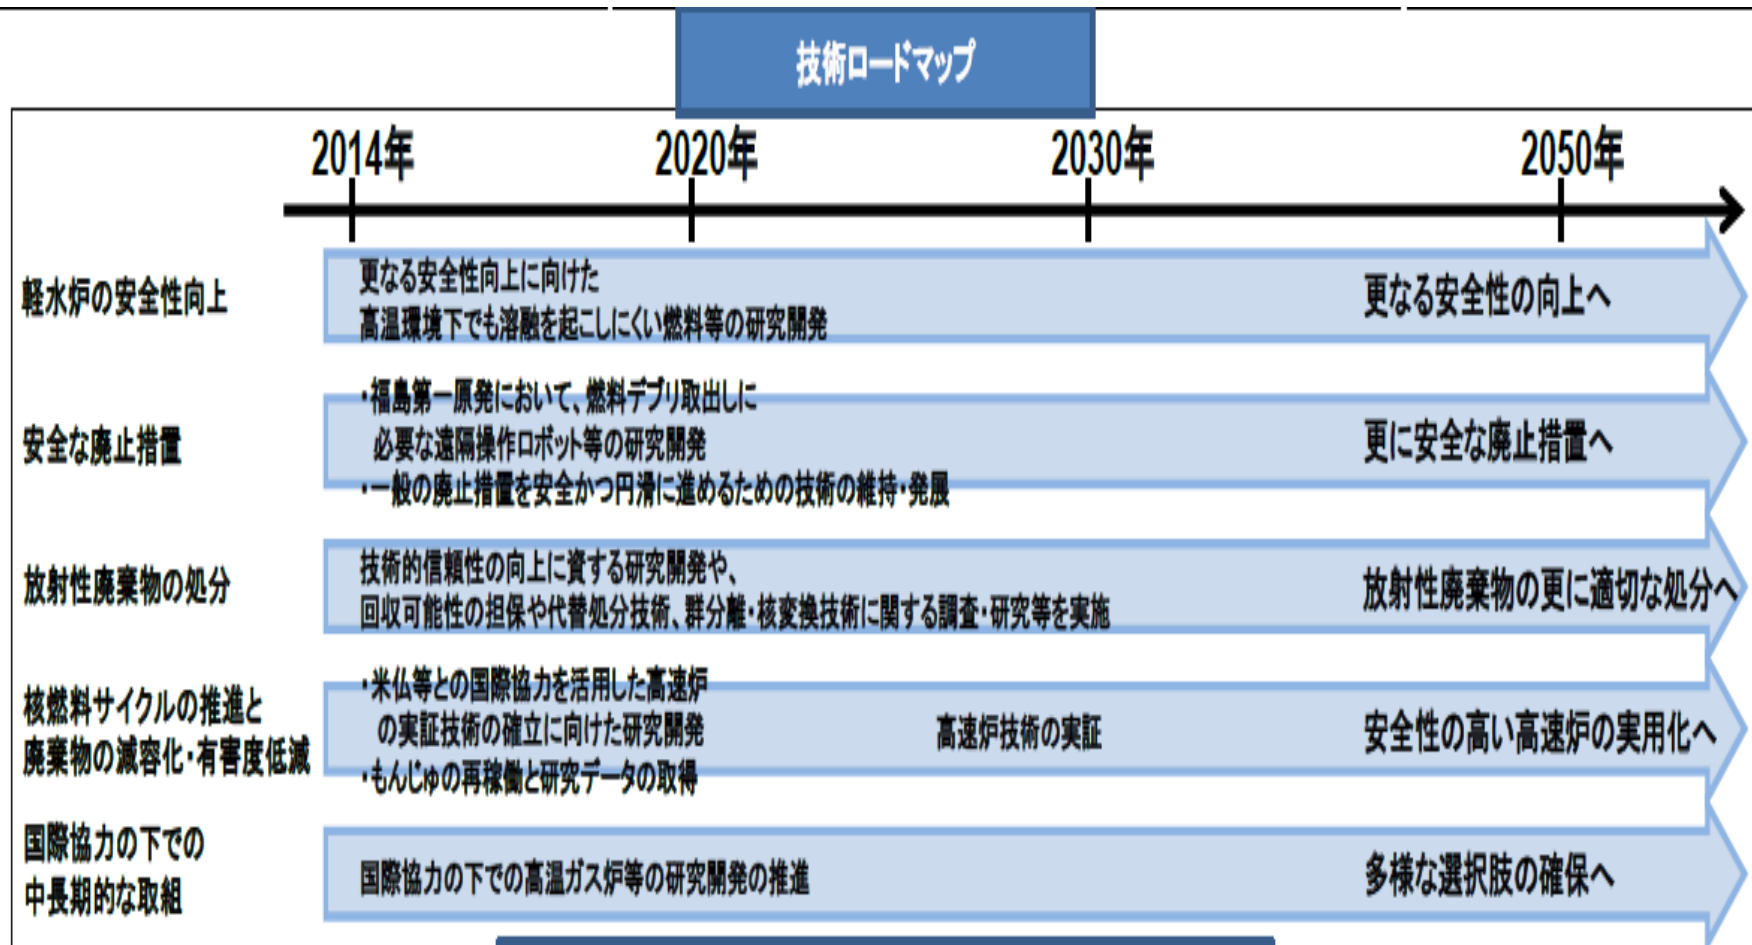 技術ロードマップ
2014年 2020年 2030年 2050年
軽水炉の安全性向上
更なる安全性向上に向けた
高温環境下でも溶融を起こしにくい燃料等の研究開発
更なる安全性の向上へ
安全な廃止措置
・福島第一原発において、燃料デブリ取出しに
必要な遠隔操作ロボット等の研究開発
・一般の廃止措置を安全かつ円滑に進めるための技術の維持・発展
更に安全な廃止措置へ
放射性廃棄物の処分
技術的信頼性の向上に資する研究開発や、
回収可能性の担保や代替処分技術、群分離・核変換技術に関する調査・研究等を実施
放射性廃棄物の更に適切な処分へ
核燃料サイクルの推進と
廃棄物の減容化・有害度低減
・米仏等との国際協力を活用した高速炉
の実証技術の確立に向けた研究開発
・もんじゅの再稼働と研究データの取得
高速炉技術の実証
安全性の高い高速炉の実用化へ
国際協力の下での
中長期的な取組
国際協力の下での高温ガス炉等の研究開発の推進
多様な選択肢の確保へ